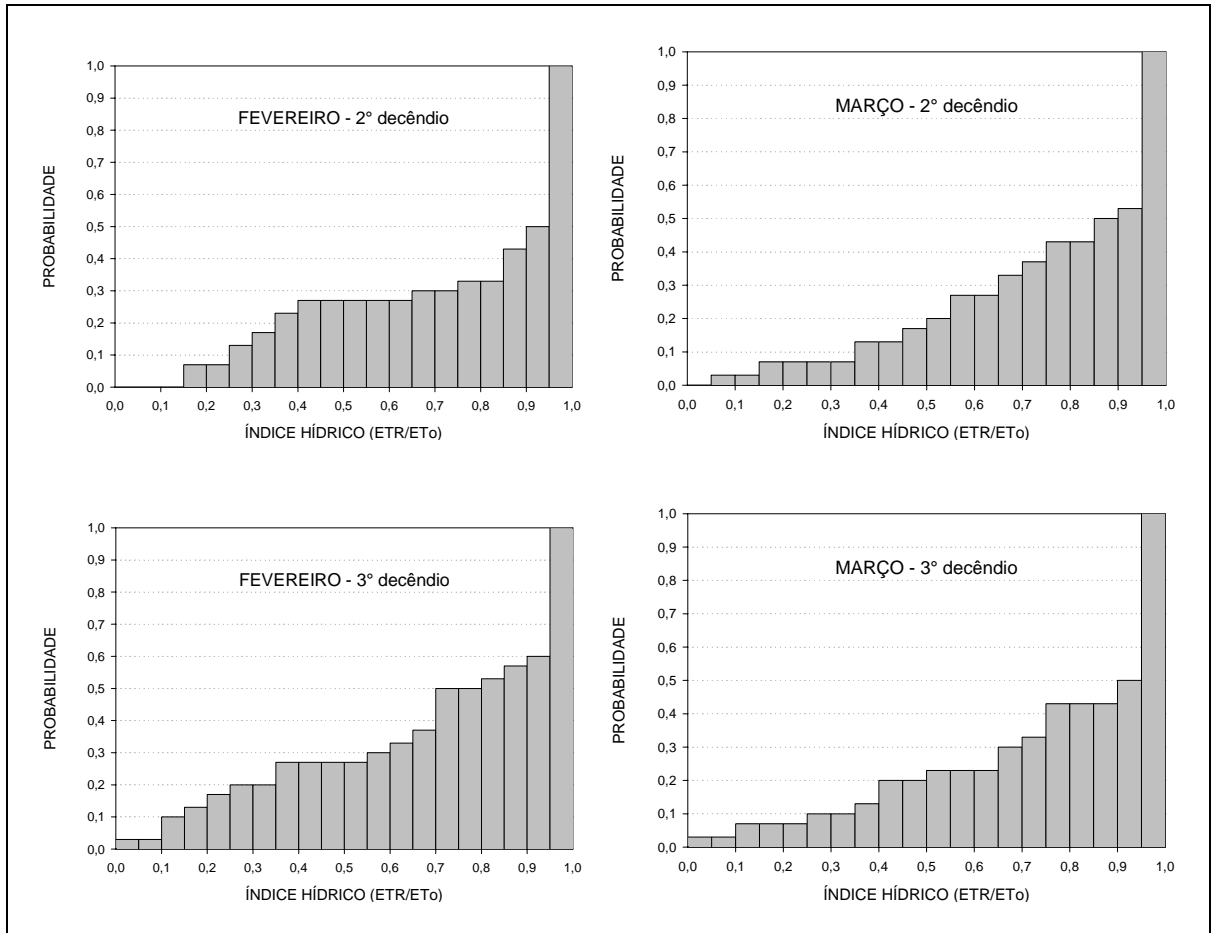 FEVEREIRO - 2° decêndio
PROBABILIDADE
1,0
0,9
0,8
0,7
0,6
0,5
0,4
0,3
0,2
0,1
0,0
0,0 0,1 0,2 0,3 0,4 0,5 0,6 0,7 0,8 0,9 1,0
ÍNDICE HÍDRICO (ETR/ETo)
MARÇO - 2° decêndio
PROBABILIDADE
1,0
0,9
0,8
0,7
0,6
0,5
0,4
0,3
0,2
0,1
0,0
0,0 0,1 0,2 0,3 0,4 0,5 0,6 0,7 0,8 0,9 1,0
ÍNDICE HÍDRICO (ETR/ETo)
FEVEREIRO - 3° decêndio
PROBABILIDADE
1,0
0,9
0,8
0,7
0,6
0,5
0,4
0,3
0,2
0,1
0,0
0,0 0,1 0,2 0,3 0,4 0,5 0,6 0,7 0,8 0,9 1,0
ÍNDICE HÍDRICO (ETR/ETo)
MARÇO - 3° decêndio
PROBABILIDADE
1,0
0,9
0,8
0,7
0,6
0,5
0,4
0,3
0,2
0,1
0,0
0,0 0,1 0,2 0,3 0,4 0,5 0,6 0,7 0,8 0,9 1,0
ÍNDICE HÍDRICO (ETR/ETo)